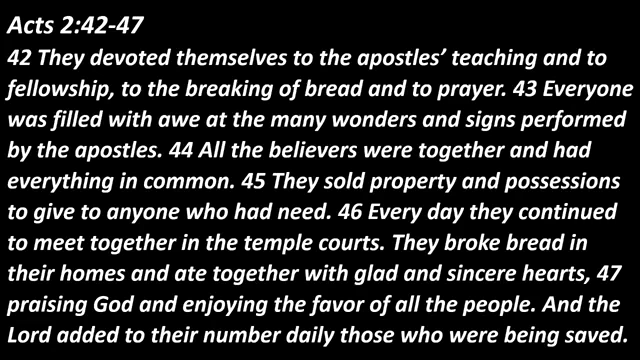 Acts 2:42-47
42 They devoted themselves to the apostles’ teaching and to
fellowship, to the breaking of bread and to prayer. 43 Everyone
was filled with awe at the many wonders and signs performed
by the apostles. 44 All the believers were together and had
everything in common. 45 They sold property and possessions
to give to anyone who had need. 46 Every day they continued
to meet together in the temple courts. They broke bread in
their homes and ate together with glad and sincere hearts, 47
praising God and enjoying the favor of all the people. And the
Lord added to their number daily those who were being saved.